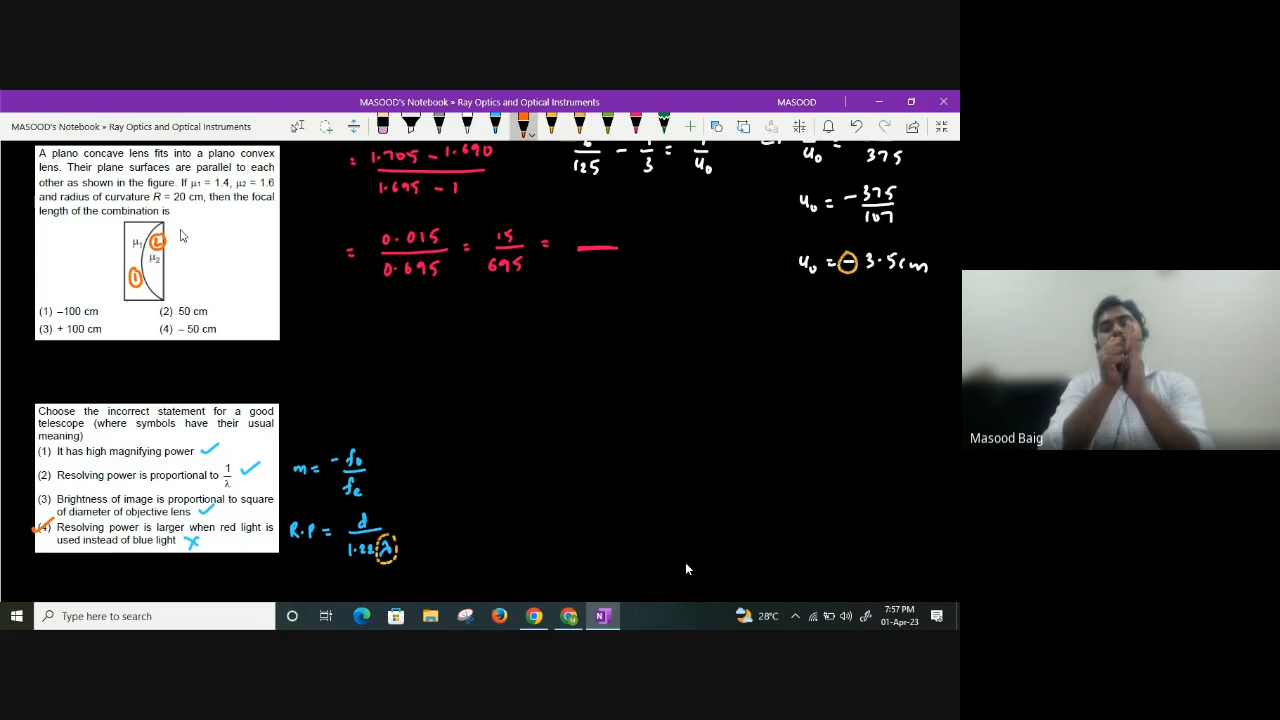 MASOOD's Notebook » Ray Optics and Optical Instruments
MASOOD
MASOOD's Notebook » Ray Optics and Optical Instruments
A plano concave lens fits into a plano convex
lens. Their plane surfaces are parallel to each
other as shown in the figure. If μ1 = 1.4, μ2 = 1.6
and radius of curvature R = 20 cm, then the focal
length of the combination is
μ1
2
μ2
1
(1) –100 cm
(2) 50 cm
(3) + 100 cm
(4) – 50 cm
= 1.705 - 1.690
1.695 - 1
= 0.015 / 0.695 = 15 / 695 =
125 - 1/3 = 1/u₀
u₀ 375
u₀ = -375/107
u₀ = - 3.5cm
Choose the incorrect statement for a good
telescope (where symbols have their usual
meaning)
(1) It has high magnifying power
(2) Resolving power is proportional to 1/λ
(3) Brightness of image is proportional to square
of diameter of objective lens
(4) Resolving power is larger when red light is
used instead of blue light
m = -f₀/fe
R.P = d/1.22λ
Masood Baig
Type here to search
28°C
7:57 PM
01-Apr-23